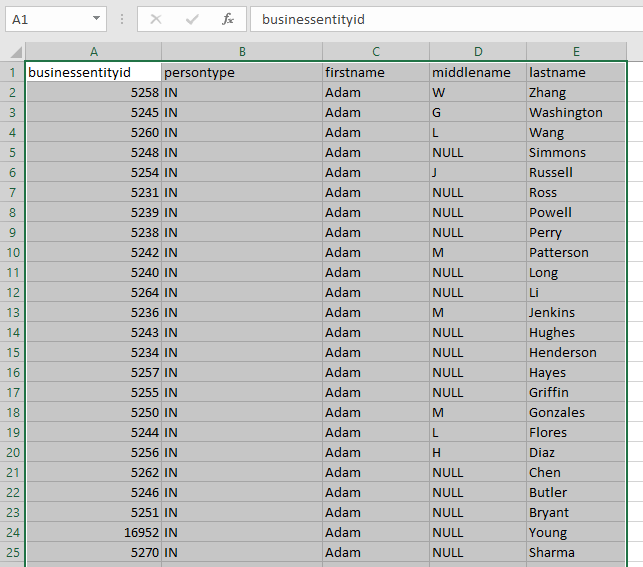 A1 fx businessentityid
A B C D E
1 businessentityid persontype firstname middlename lastname
2 5258 IN Adam W Zhang
3 5245 IN Adam G Washington
4 5260 IN Adam L Wang
5 5248 IN Adam NULL Simmons
6 5254 IN Adam J Russell
7 5231 IN Adam NULL Ross
8 5239 IN Adam NULL Powell
9 5238 IN Adam NULL Perry
10 5242 IN Adam M Patterson
11 5240 IN Adam NULL Long
12 5264 IN Adam NULL Li
13 5236 IN Adam M Jenkins
14 5243 IN Adam NULL Hughes
15 5234 IN Adam NULL Henderson
16 5257 IN Adam NULL Hayes
17 5255 IN Adam NULL Griffin
18 5250 IN Adam M Gonzales
19 5244 IN Adam L Flores
20 5256 IN Adam H Diaz
21 5262 IN Adam NULL Chen
22 5246 IN Adam NULL Butler
23 5251 IN Adam NULL Bryant
24 16952 IN Adam NULL Young
25 5270 IN Adam NULL Sharma